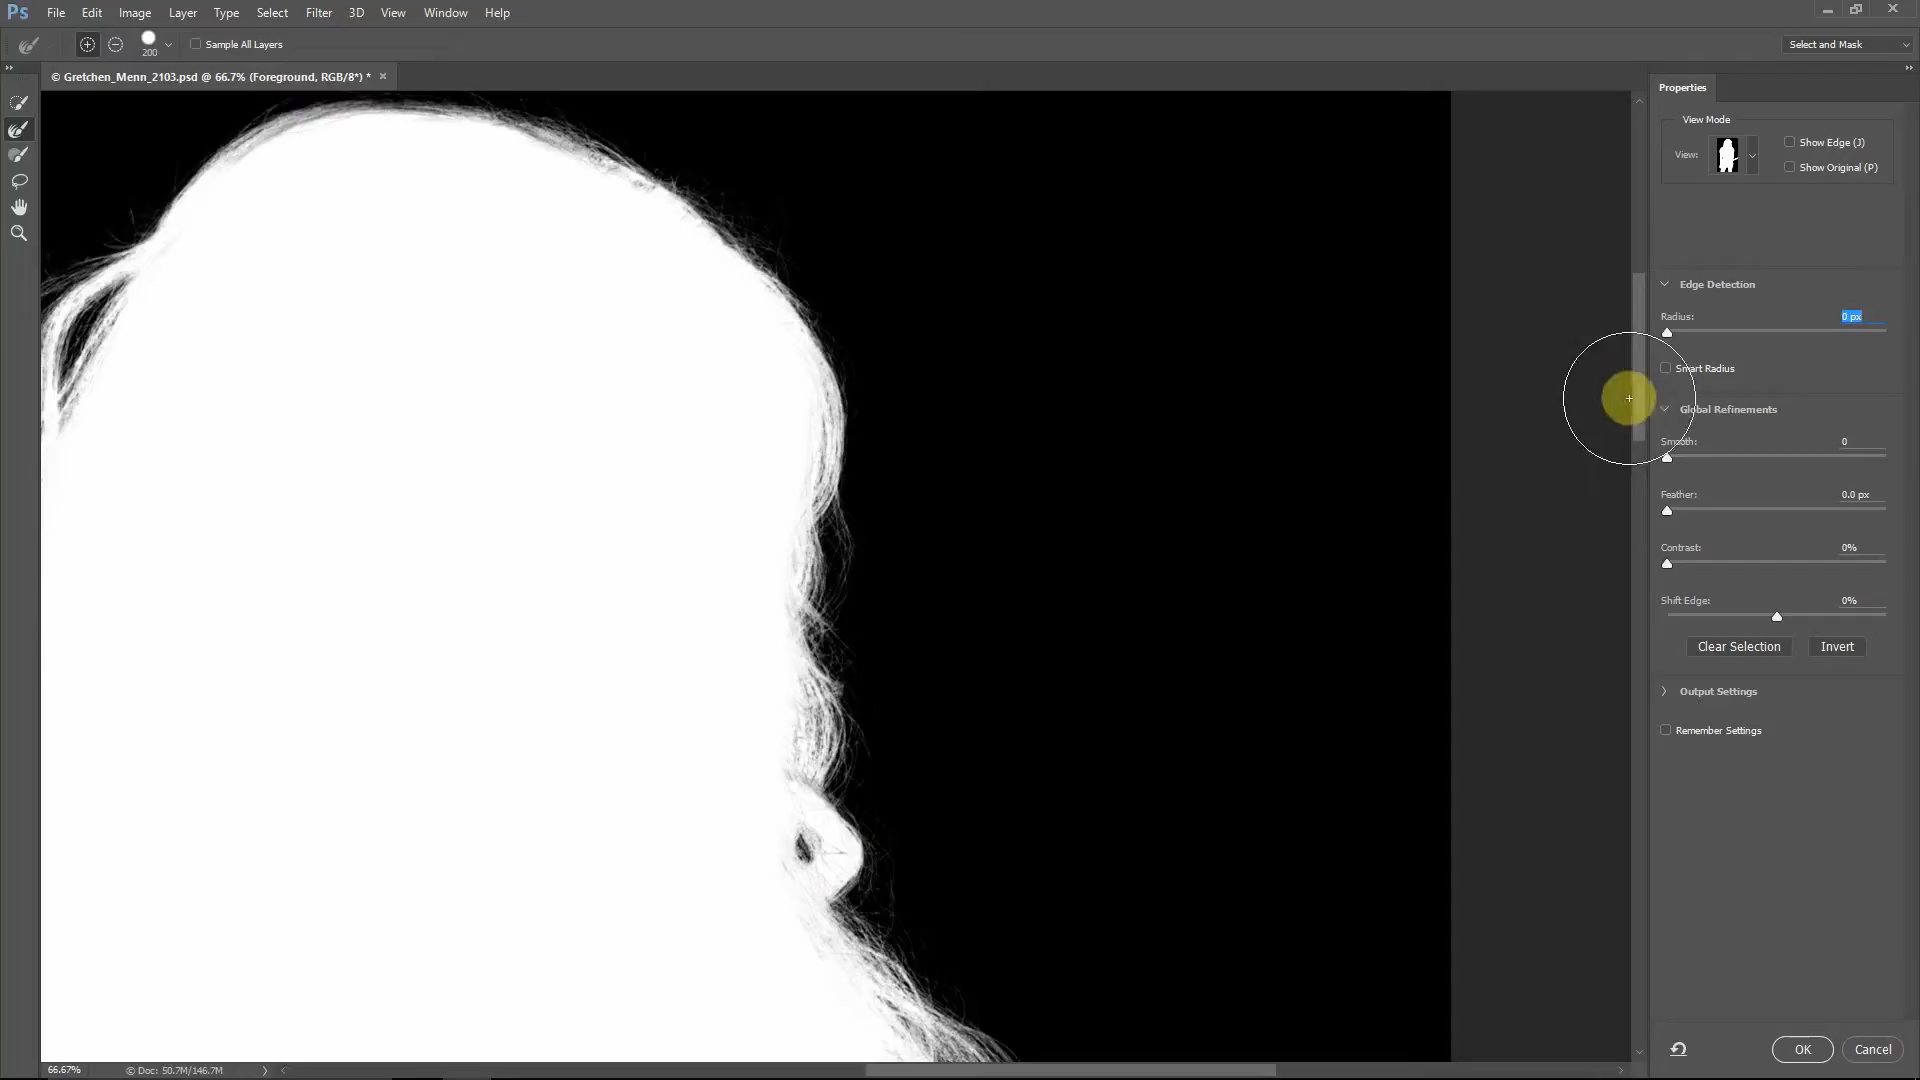 Ps File Edit Image Layer Select Filter 3D View Window Help
200 Sample All Layers Select and Mask
© Gretchen_Menn_2103.psd @ 66.7% (Foreground, RGB/8*) * ×
Properties
View Mode
View: Show Edge (J)
Show Original (P)
Edge Detection
Radius: 0 px
Smart Radius
Global Refinements
Smooth: 0
Feather: 0.0 px
Contrast: 0%
Shift Edge: 0%
Clear Selection Invert
Output Settings
Remember Settings
OK Cancel
66.67% © Doc: 50.7M/146.7M